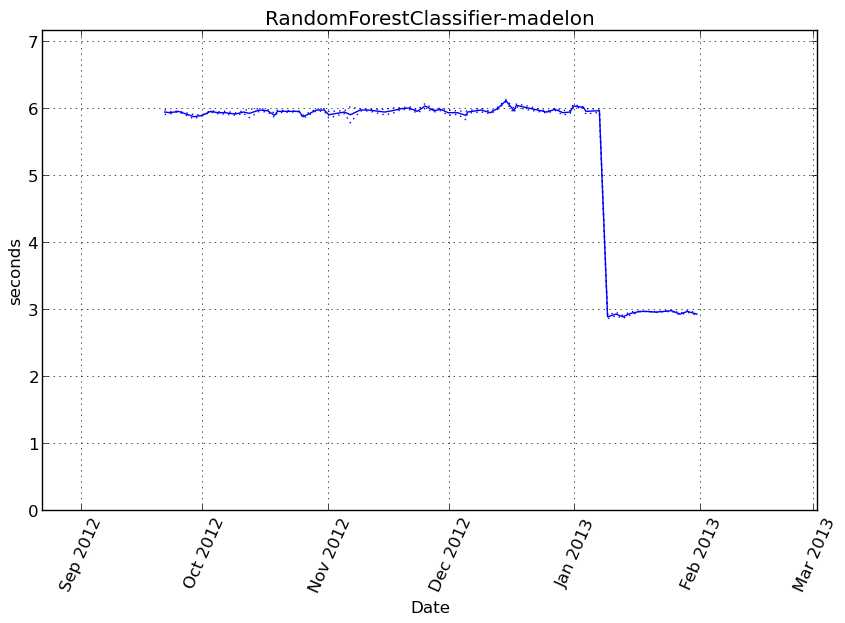 RandomForestClassifier-madelon
7
6
5
4
3
2
1
0
seconds
Sep 2012
Oct 2012
Nov 2012
Dec 2012
Jan 2013
Feb 2013
Mar 2013
Date